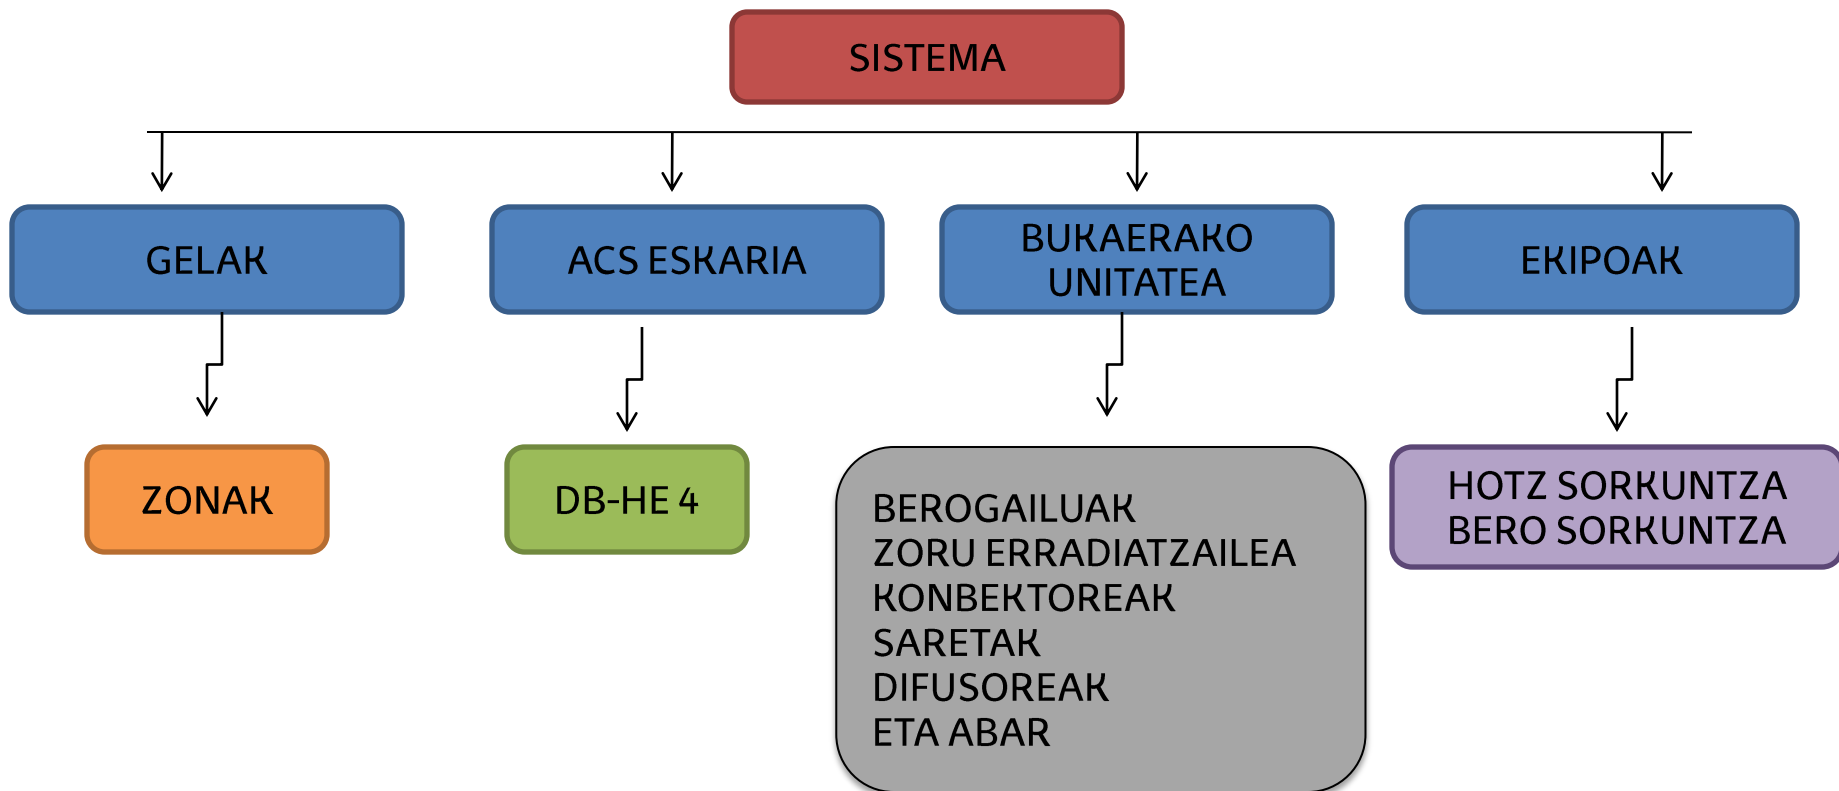 SISTEMA
GELAK
ACS ESKARIA
BUKAERAKO
UNITATEA
EKIPOAK
ZONAK
DB-HE 4
BEROGAILUAK
ZORU ERRADIATZAILEA
KONBEKTOREAK
SARETAK
DIFUSOREAK
ETA ABAR
HOTZ SORKUNTZA
BERO SORKUNTZA